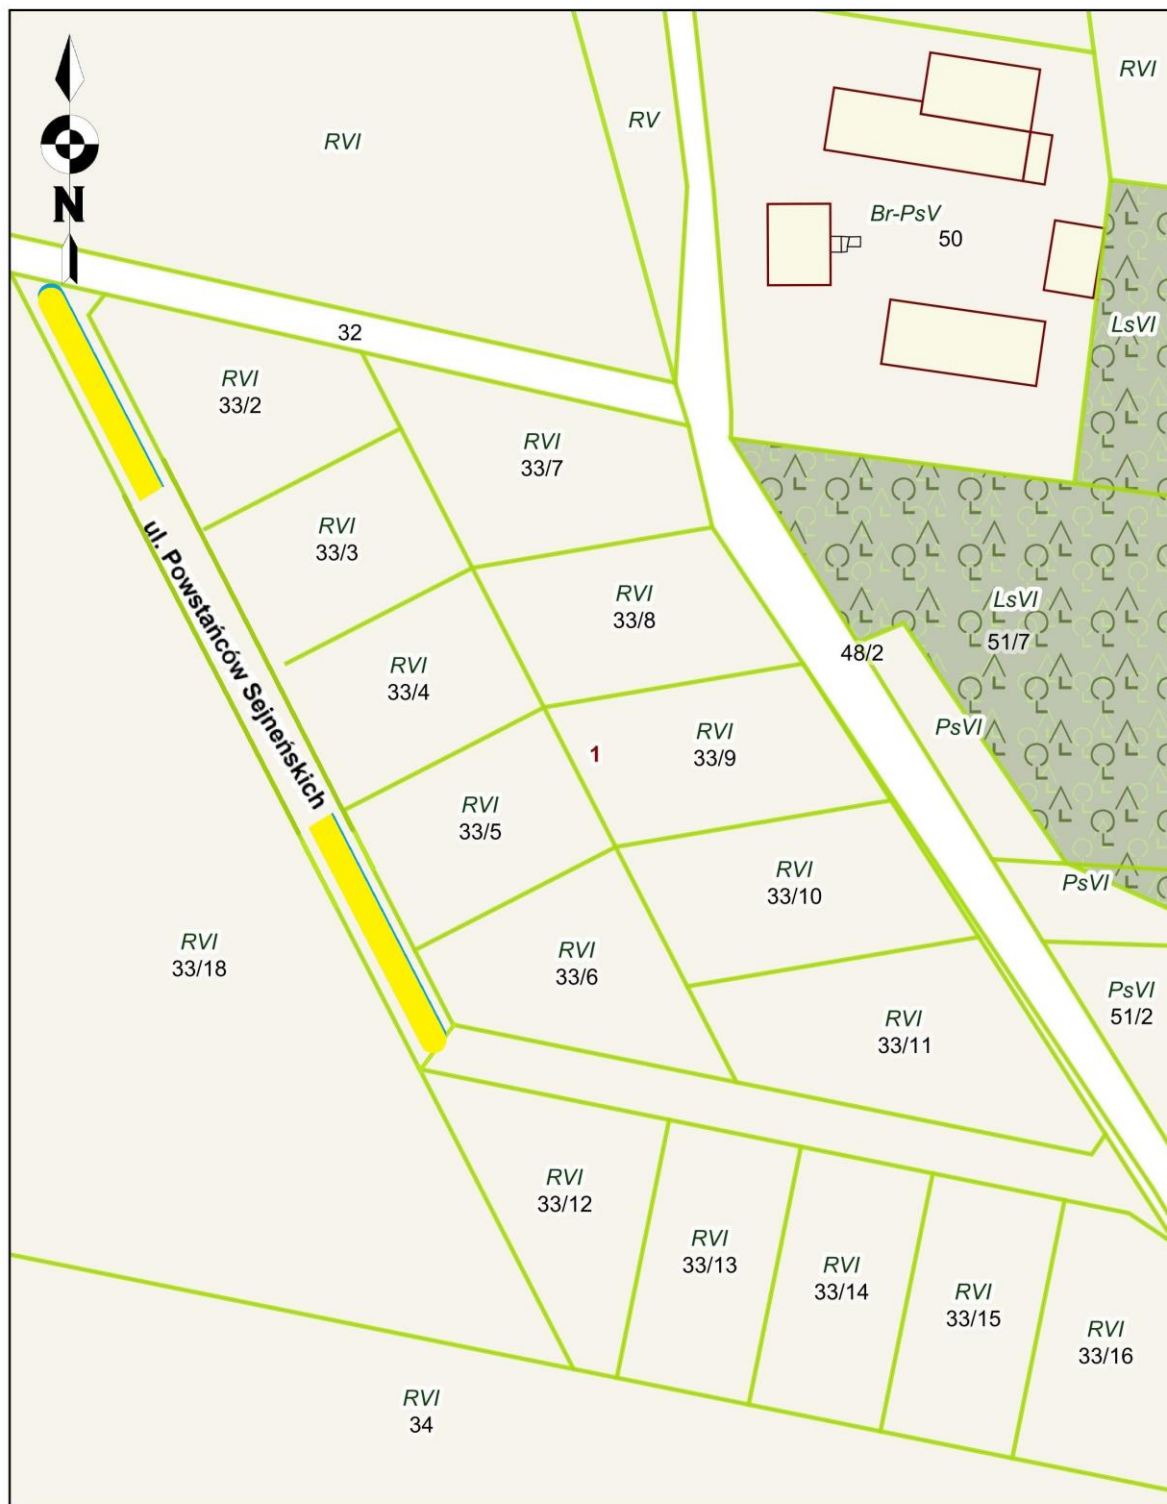 RVI
RV
RVI
N
Br-PsV
50
LsVI
32
RVI
33/2
RVI
33/7
RVI
33/3
ul. Powstańców Sejneńskich
RVI
33/8
LsVI
51/7
48/2
RVI
33/4
PsVI
RVI
33/9
1
RVI
33/5
RVI
33/10
PsVI
RVI
33/18
RVI
33/6
PsVI
51/2
RVI
33/11
RVI
33/12
RVI
33/13
RVI
33/14
RVI
33/15
RVI
33/16
RVI
34